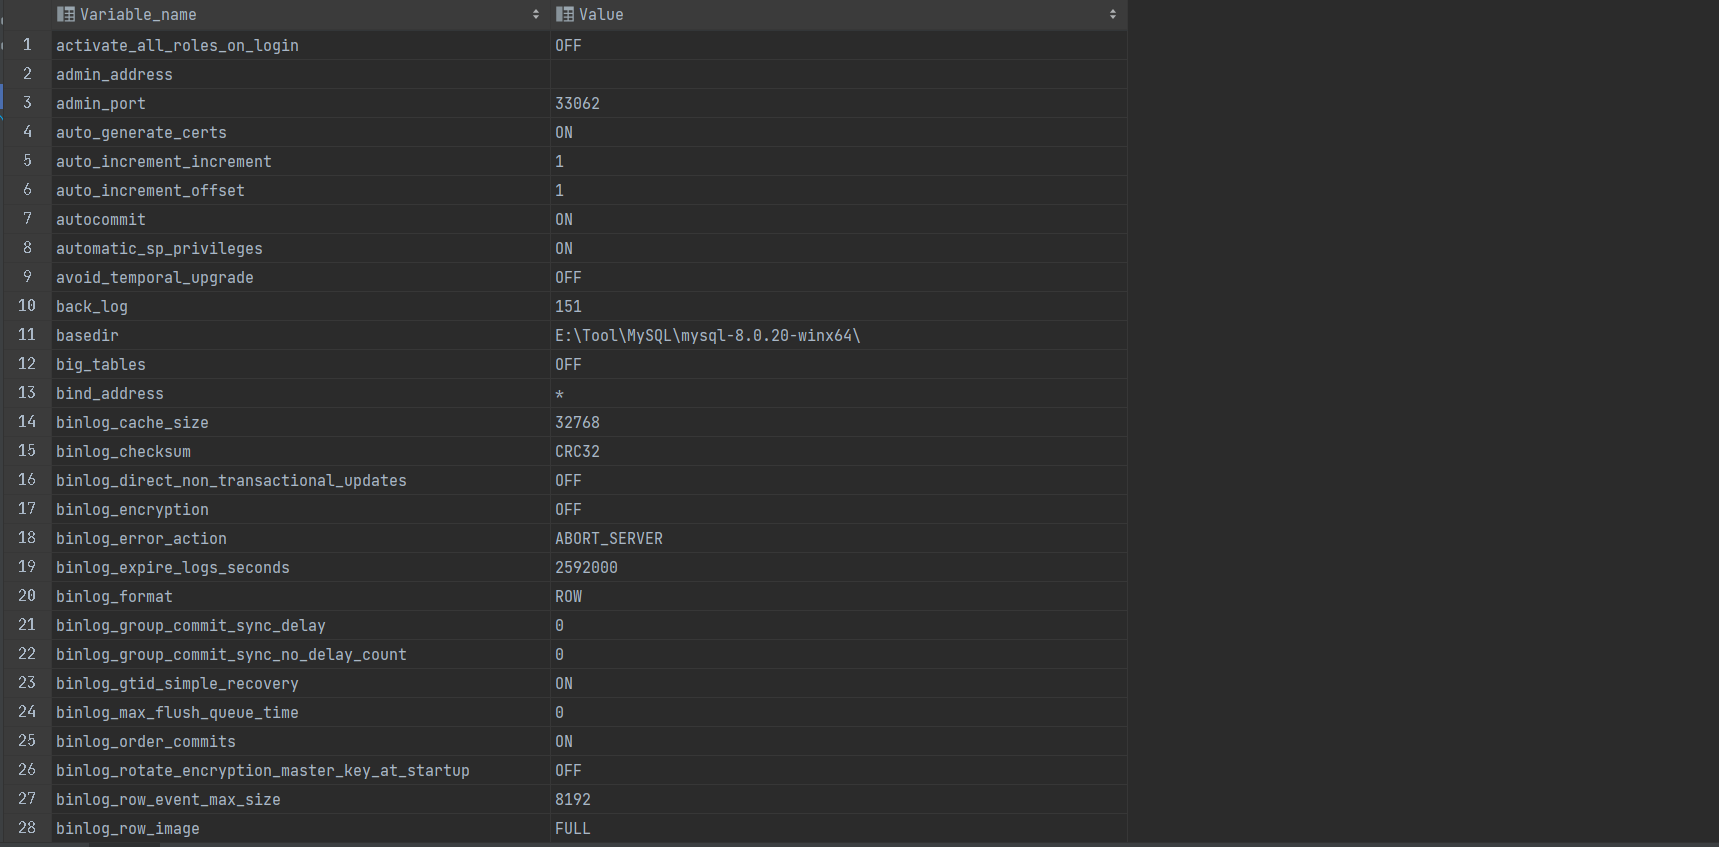 Variable_name Value
1 activate_all_roles_on_login OFF
2 admin_address
3 admin_port 33062
4 auto_generate_certs ON
5 auto_increment_increment 1
6 auto_increment_offset 1
7 autocommit ON
8 automatic_sp_privileges ON
9 avoid_temporal_upgrade OFF
10 back_log 151
11 basedir E:\Tool\MySQL\mysql-8.0.20-winx64\
12 big_tables OFF
13 bind_address *
14 binlog_cache_size 32768
15 binlog_checksum CRC32
16 binlog_direct_non_transactional_updates OFF
17 binlog_encryption OFF
18 binlog_error_action ABORT_SERVER
19 binlog_expire_logs_seconds 2592000
20 binlog_format ROW
21 binlog_group_commit_sync_delay 0
22 binlog_group_commit_sync_no_delay_count 0
23 binlog_gtid_simple_recovery ON
24 binlog_max_flush_queue_time 0
25 binlog_order_commits ON
26 binlog_rotate_encryption_master_key_at_startup OFF
27 binlog_row_event_max_size 8192
28 binlog_row_image FULL